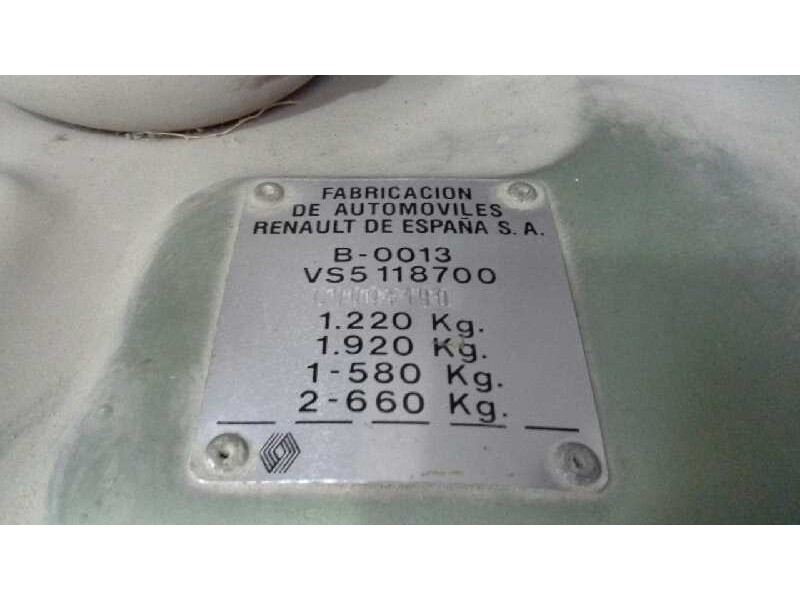 FABRICACION
DE AUTOMOVILES
RENAULT DE ESPAÑA S.A.
B-0013
VS5118700
1.220 Kg.
1.920 Kg.
1-580 Kg.
2-660 Kg.